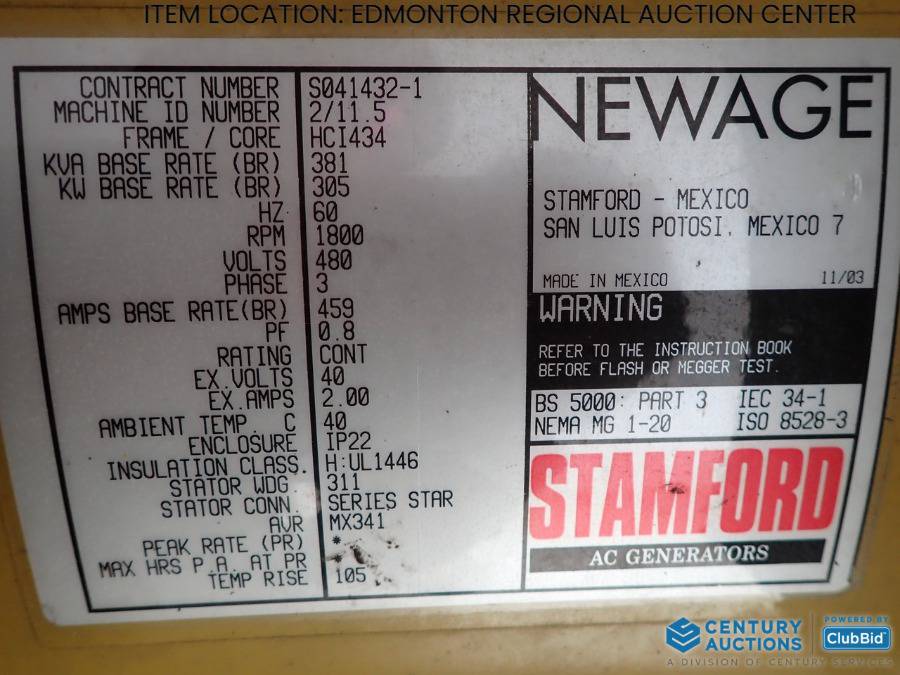 ITEM LOCATION: EDMONTON REGIONAL AUCTION CENTER
CONTRACT NUMBER S041432-1
MACHINE ID NUMBER 2/11.5
FRAME / CORE HCI434
KVA BASE RATE (BR) 381
KW BASE RATE (BR) 305
HZ 60
RPM 1800
VOLTS 480
PHASE 3
AMPS BASE RATE(BR) 459
PF 0.8
RATING CONT
EX.VOLTS 40
EX.AMPS 2.00
AMBIENT TEMP. C 40
ENCLOSURE IP22
INSULATION CLASS. H:UL1446
STATOR WDG. 311
STATOR CONN. SERIES STAR
AVR MX341
PEAK RATE (PR) *
MAX HRS P.A. AT PR
TEMP RISE 105
NEWAGE
STAMFORD - MEXICO
SAN LUIS POTOSI, MEXICO 7
MADE IN MEXICO 11/03
WARNING
REFER TO THE INSTRUCTION BOOK
BEFORE FLASH OR MEGGER TEST.
BS 5000: PART 3 IEC 34-1
NEMA MG 1-20 ISO 8528-3
STAMFORD
AC GENERATORS
CENTURY
AUCTIONS
A DIVISION OF CENTURY SERVICES
POWERED BY
ClubBid